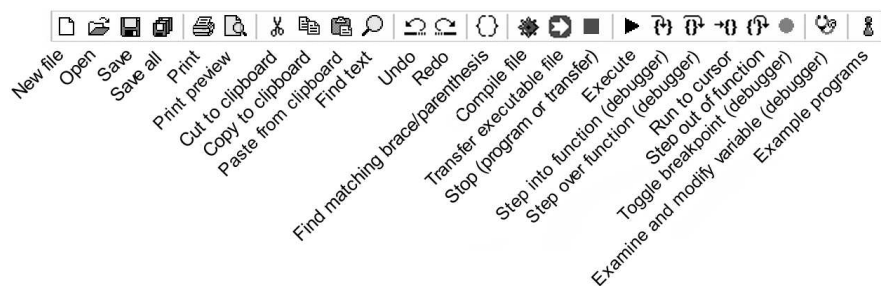 New file
Open
Save
Save all
Print
Print preview
Cut to clipboard
Copy to clipboard
Paste from clipboard
Find text
Undo
Redo
Find matching brace/parenthesis
Compile file
Transfer executable file
Stop (program or transfer)
Execute
Step into function (debugger)
Step over function (debugger)
Run to cursor
Step out of function
Toggle breakpoint (debugger)
Examine and modify variable (debugger)
Example programs